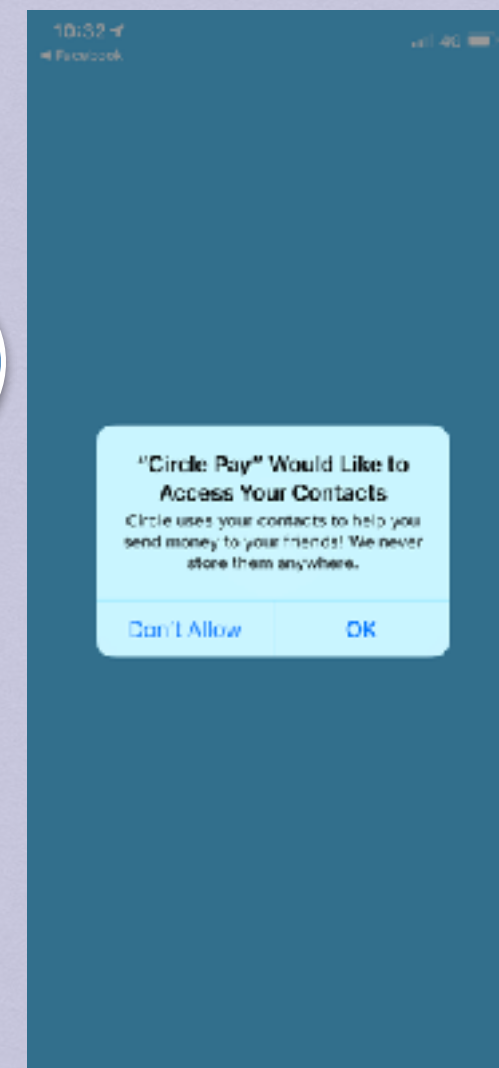 10:32
◀ Facebook
4G
“Circle Pay” Would Like to
Access Your Contacts
Circle uses your contacts to help you
send money to your friends! We never
store them anywhere.
Don’t Allow
OK